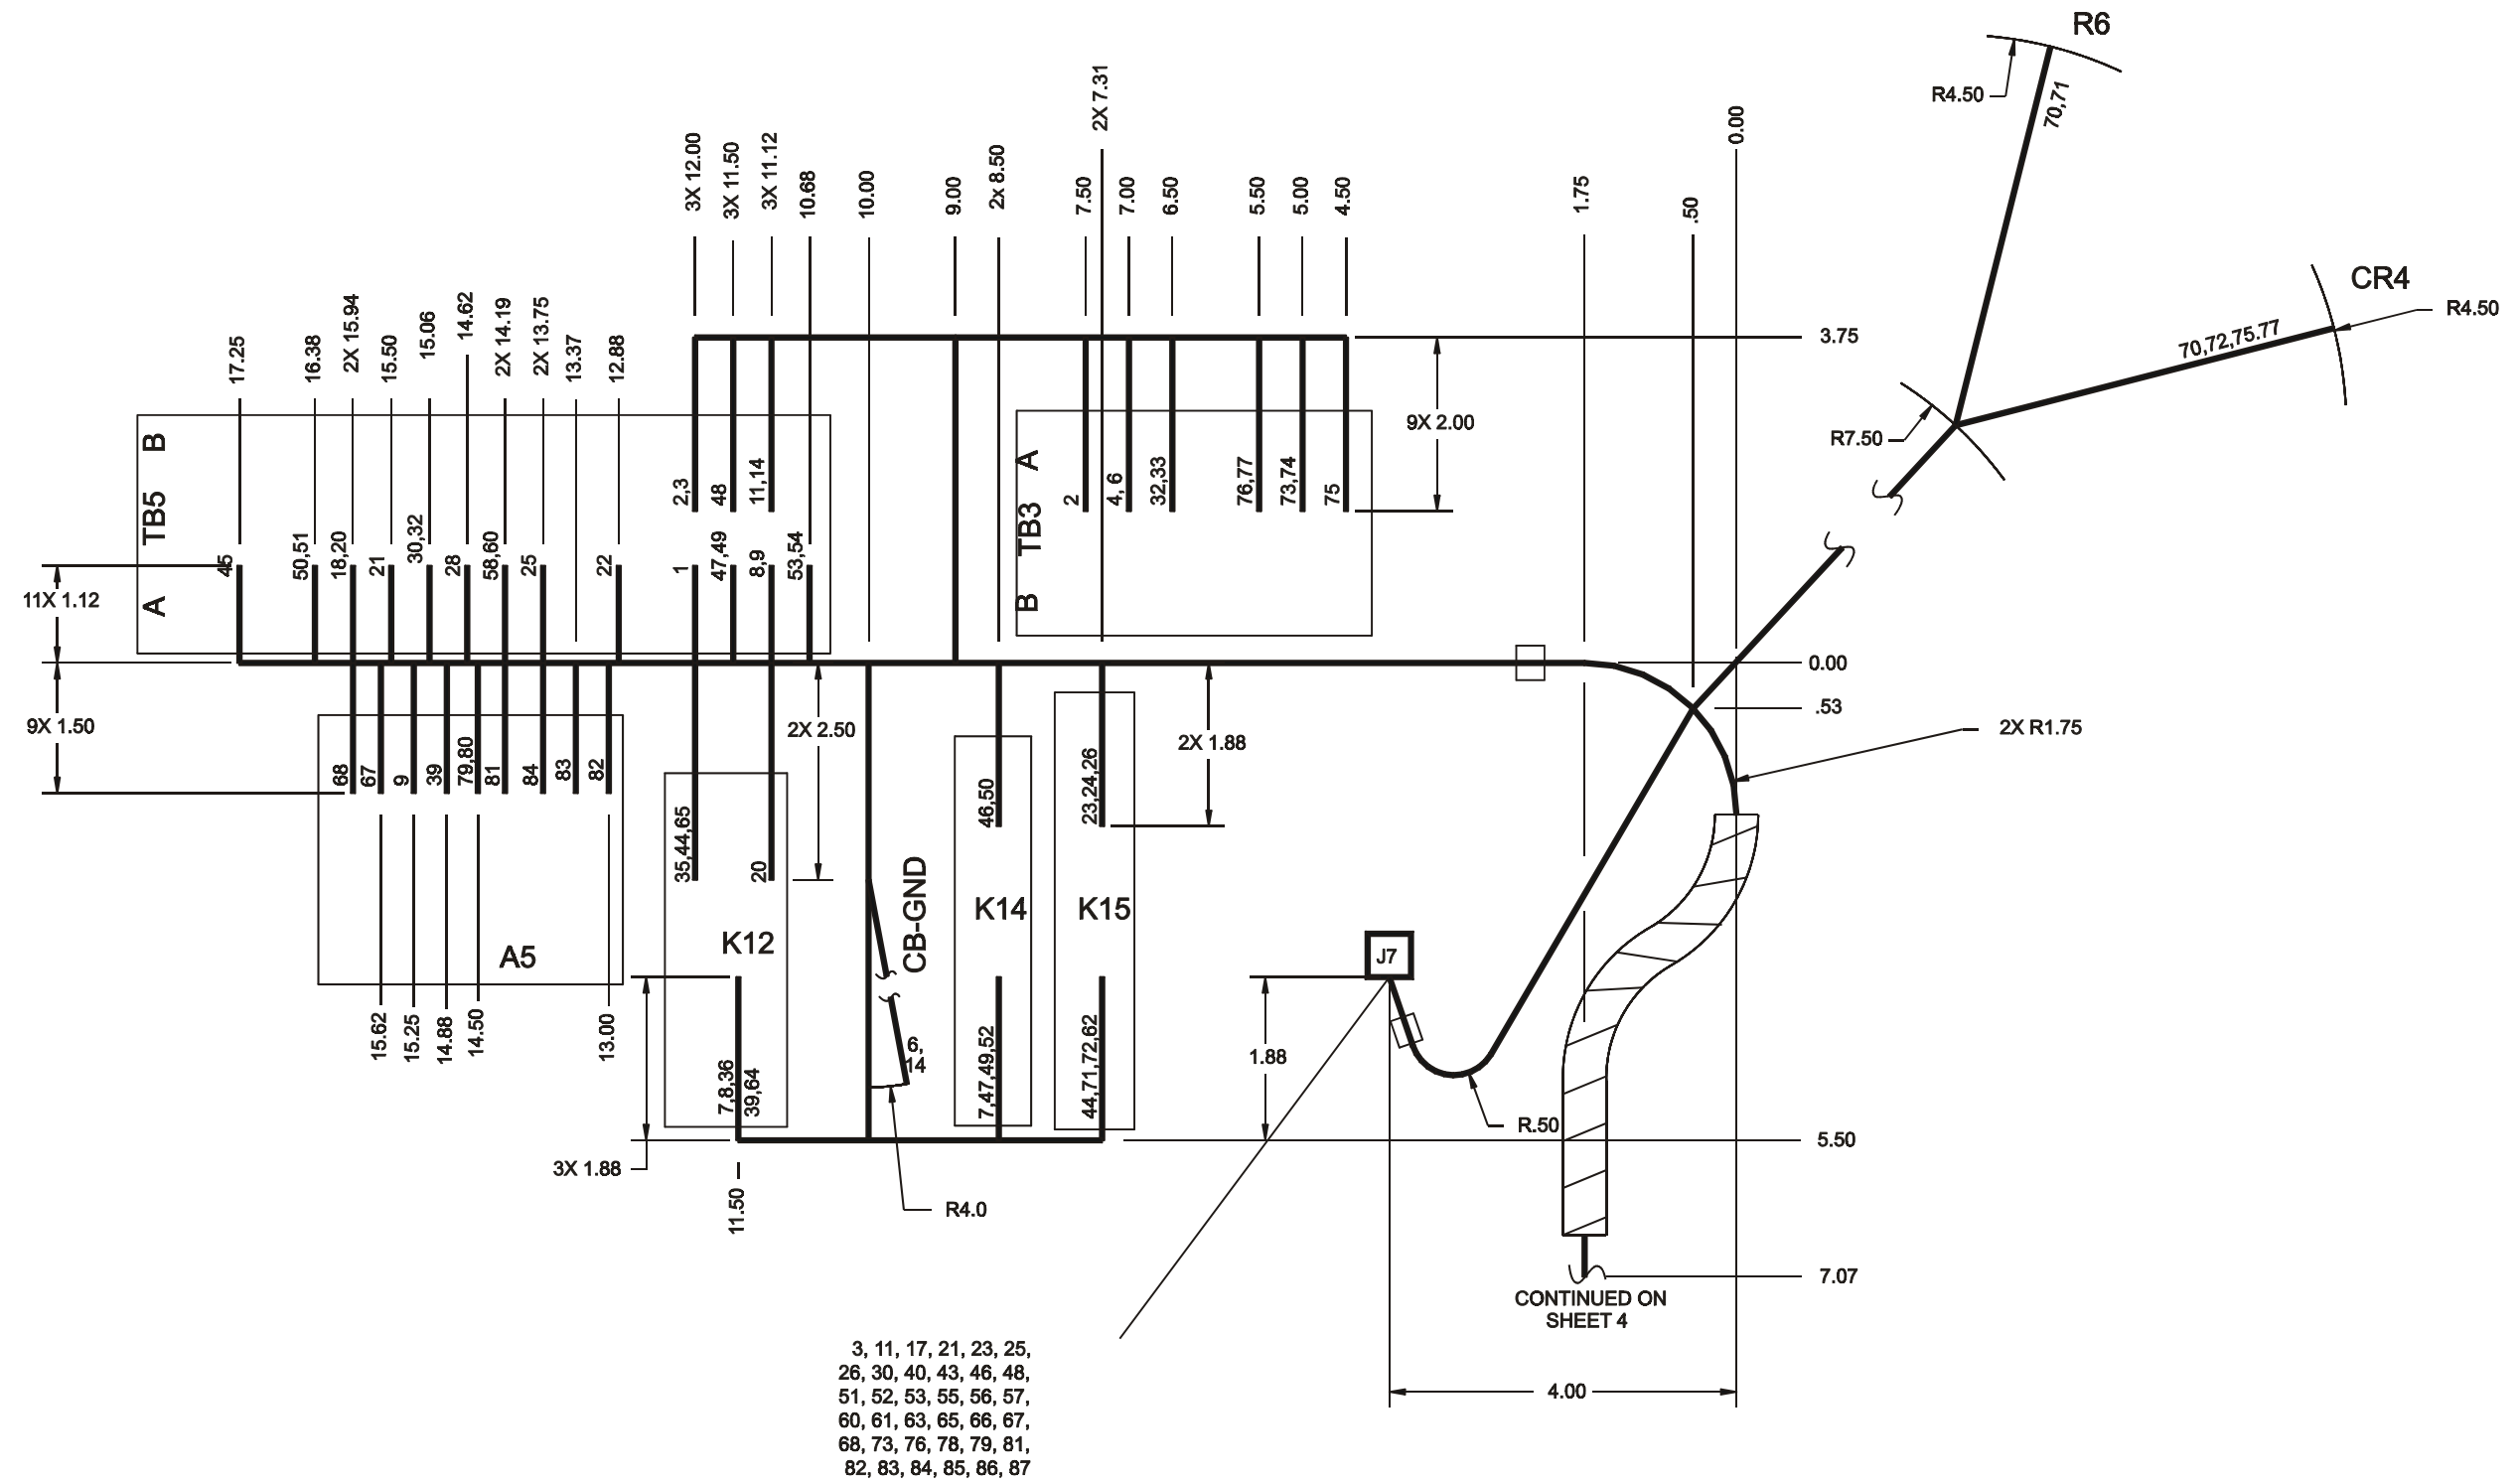 R6
R4.50
70,71
CR4
R4.50
70,72,75.77
R7.50
2X 7.31
0.00
3X 12.00
3X 11.50
3X 11.12
10.68
10.00
9.00
2x 8.50
7.50
7.00
6.50
5.50
5.00
4.50
1.75
.50
17.25
16.38
2X 15.94
15.50
15.06
14.62
2X 14.19
2X 13.75
13.37
12.88
3.75
9X 2.00
A TB5 B
B TB3 A
2,3
48
11,14
2
4, 6
32,33
76,77
73,74
75
45
50,51
18,20
21
30,32
28
58,60
25
22
1
47,49
8,9
53,54
11X 1.12
0.00
.53
9X 1.50
2X 2.50
2X 1.88
2X R1.75
68
67
9
39
79,80
81
84
83
82
35,44,65
20
46,50
23,24,26
A5
K12
CB-GND
K14
K15
J7
15.62
15.25
14.88
14.50
13.00
7,8,36
39,64
6,
14
7,47,49,52
44,71,72,62
1.88
R.50
5.50
3X 1.88
11.50
R4.0
7.07
CONTINUED ON
SHEET 4
3, 11, 17, 21, 23, 25,
26, 30, 40, 43, 46, 48,
51, 52, 53, 55, 56, 57,
60, 61, 63, 65, 66, 67,
68, 73, 76, 78, 79, 81,
82, 83, 84, 85, 86, 87
4.00